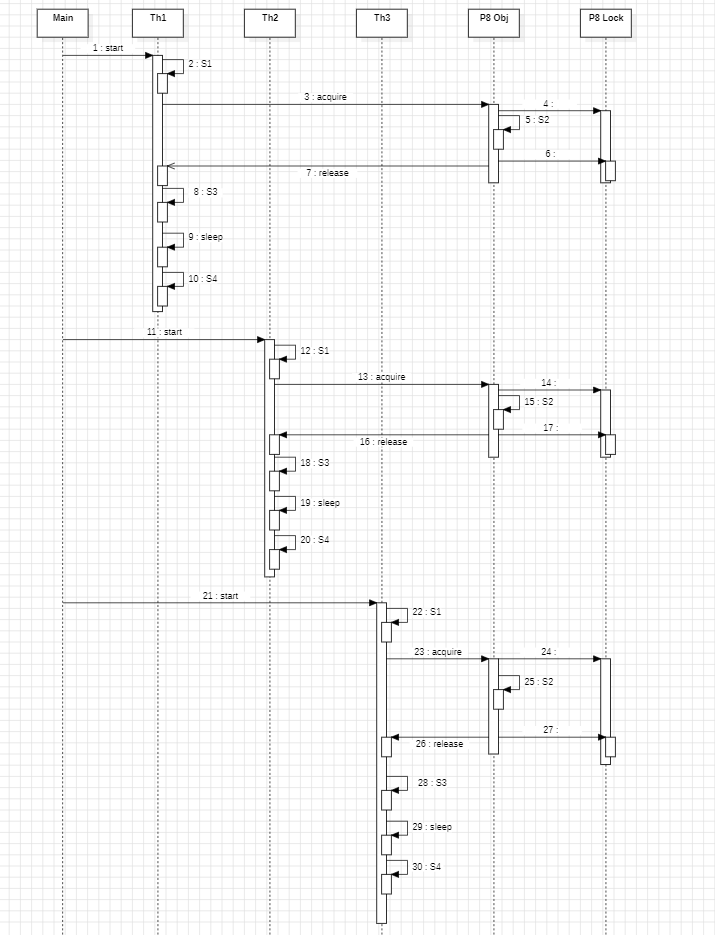 Main Th1 Th2 Th3 P8 Obj P8 Lock
1 : start
2 : S1
3 : acquire
4 :
5 : S2
6 :
7 : release
8 : S3
9 : sleep
10 : S4
11 : start
12 : S1
13 : acquire
14 :
15 : S2
16 : release
17 :
18 : S3
19 : sleep
20 : S4
21 : start
22 : S1
23 : acquire
24 :
25 : S2
26 : release
27 :
28 : S3
29 : sleep
30 : S4